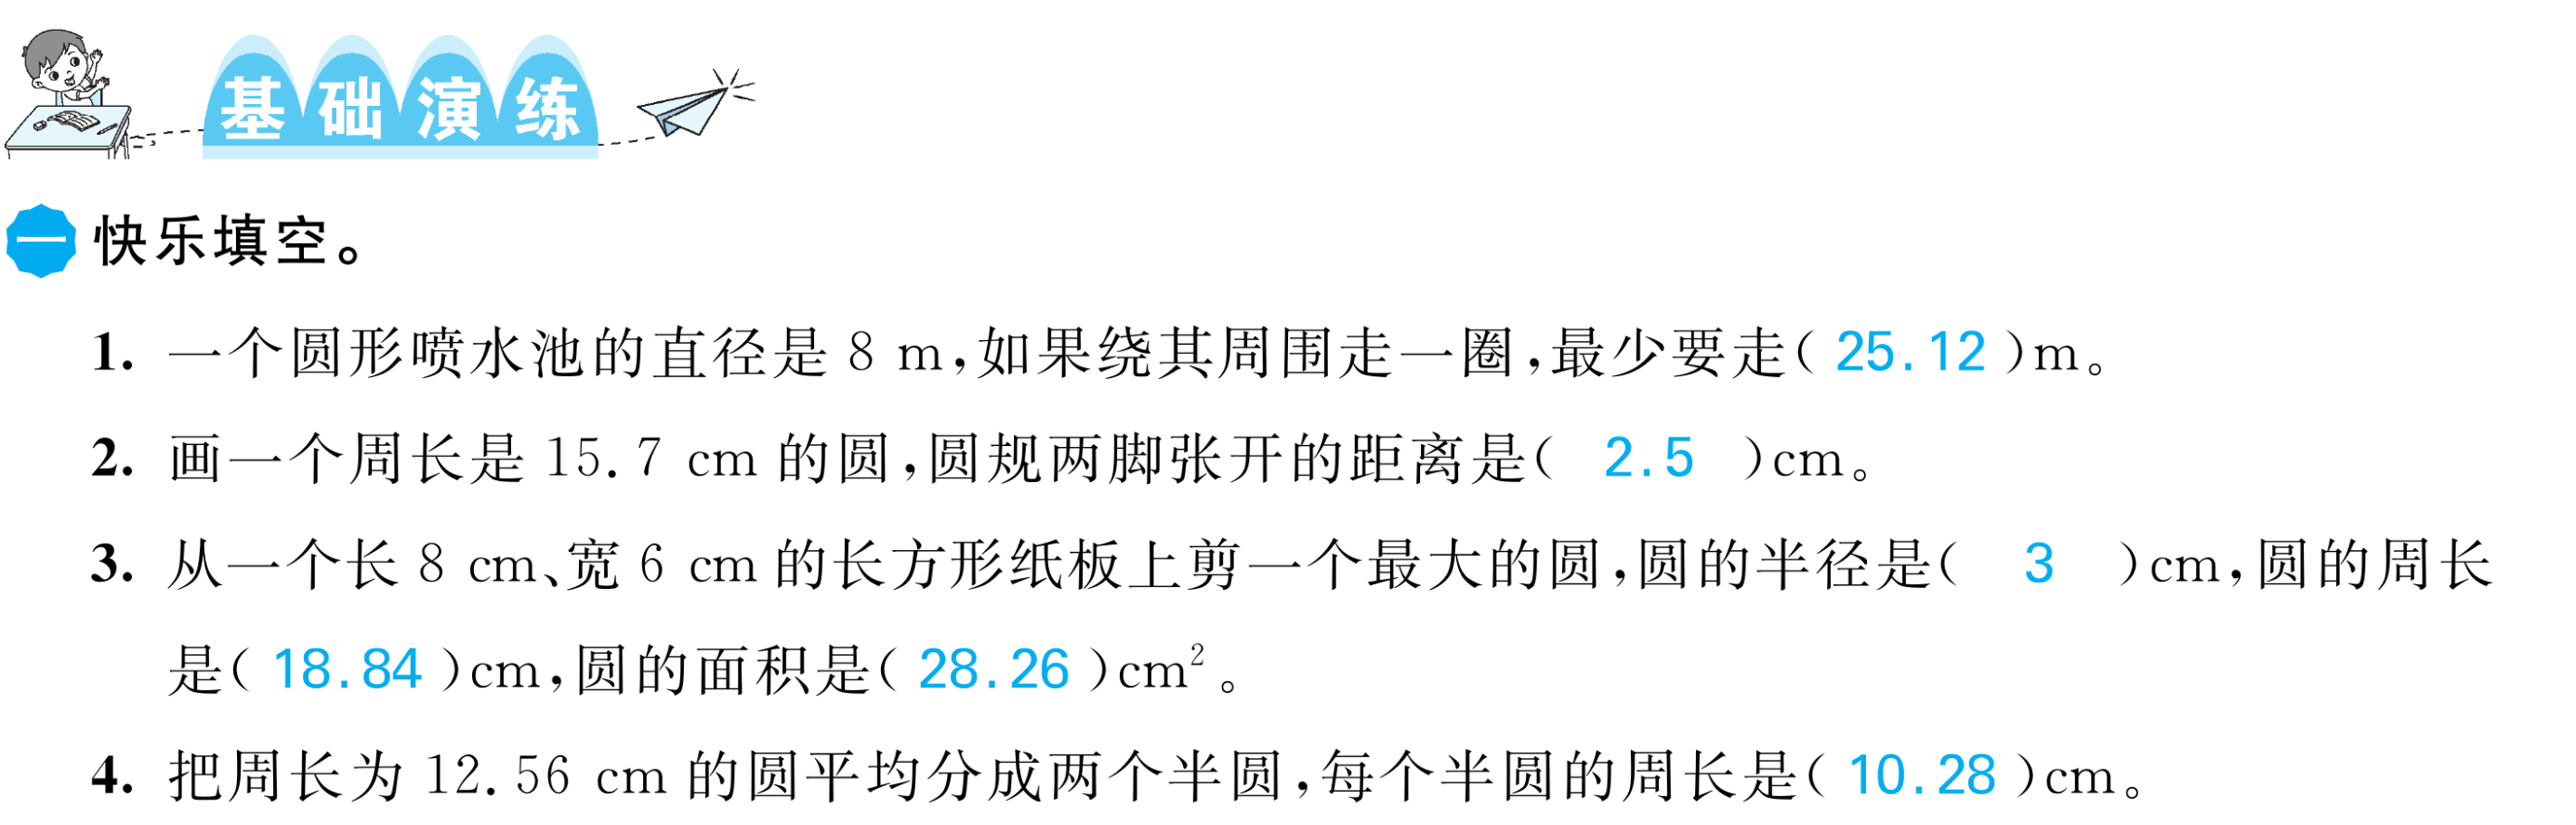 基础演练
一 快乐填空。
1. 一个圆形喷水池的直径是 8 m,如果绕其周围走一圈,最少要走( 25.12 )m。
2. 画一个周长是 15.7 cm 的圆,圆规两脚张开的距离是( 2.5 )cm。
3. 从一个长 8 cm、宽 6 cm 的长方形纸板上剪一个最大的圆,圆的半径是( 3 )cm,圆的周长
是( 18.84 )cm,圆的面积是( 28.26 )cm²。
4. 把周长为 12.56 cm 的圆平均分成两个半圆,每个半圆的周长是( 10.28 )cm。